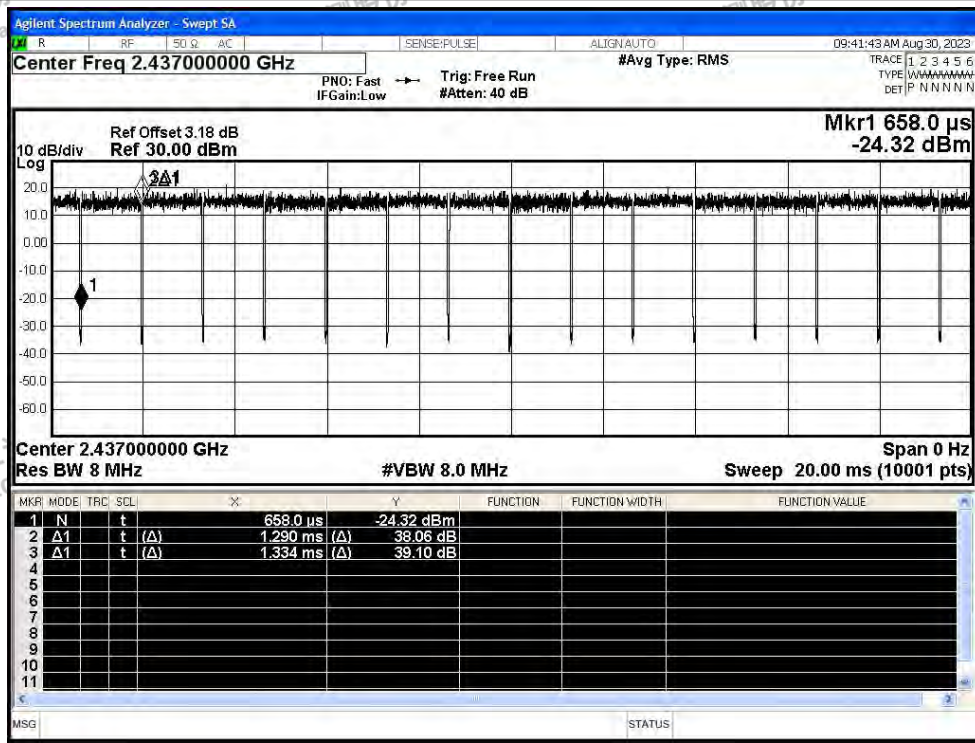 Agilent Spectrum Analyzer - Swept SA
R RF 50 Ω AC SENSE:PULSE ALIGN AUTO 09:41:43 AM Aug 30, 2023
Center Freq 2.437000000 GHz #Avg Type: RMS TRACE 1 2 3 4 5 6
PNO: Fast Trig: Free Run TYPE WWWWWW
IFGain:Low #Atten: 40 dB DET P N N N N N
Mkr1 658.0 µs
Ref Offset 3.18 dB
10 dB/div Ref 30.00 dBm -24.32 dBm
Log
20.0
3Δ1
10.0
0.00
-10.0
1
-20.0
-30.0
-40.0
-50.0
-60.0
Center 2.437000000 GHz Span 0 Hz
Res BW 8 MHz #VBW 8.0 MHz Sweep 20.00 ms (10001 pts)
MKR MODE TRC SCL X Y FUNCTION FUNCTION WIDTH FUNCTION VALUE
1 N t 658.0 µs -24.32 dBm
2 Δ1 t (Δ) 1.290 ms (Δ) 38.06 dB
3 Δ1 t (Δ) 1.334 ms (Δ) 39.10 dB
4
5
6
7
8
9
10
11
MSG STATUS